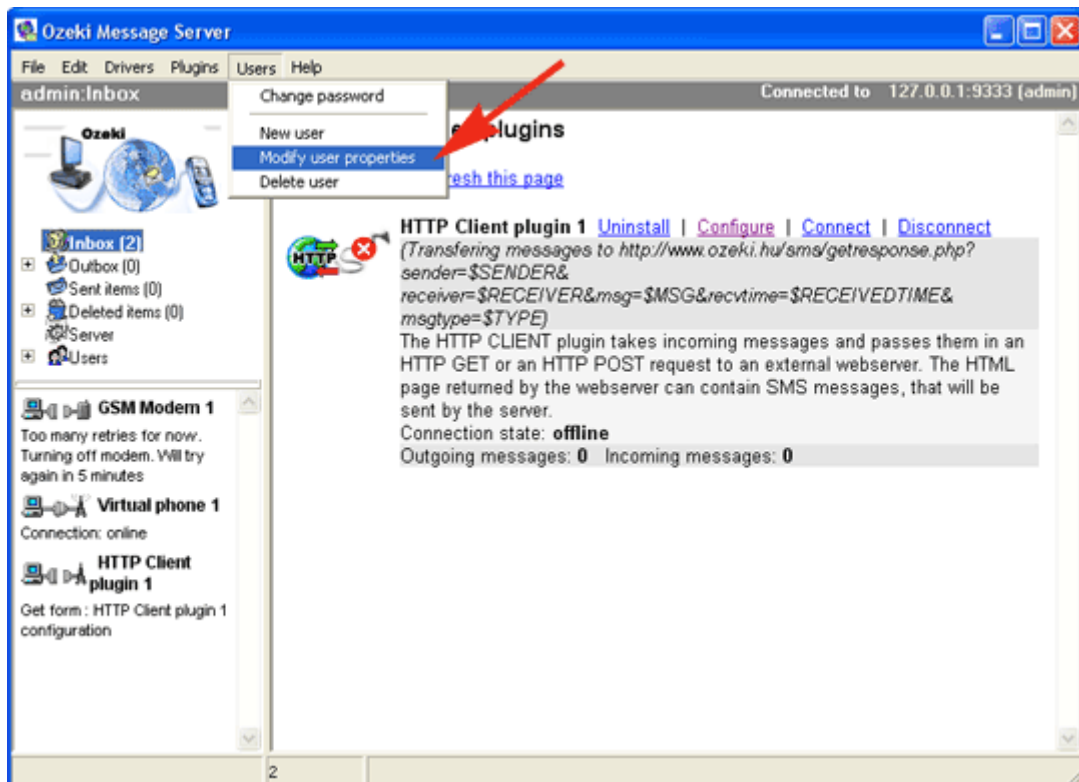 Ozeki Message Server
File Edit Drivers Plugins Users Help
admin:Inbox
Connected to 127.0.0.1:9333 (admin)
Change password
New user
Modify user properties
Delete user
Ozeki
Inbox (2)
Outbox (0)
Sent items (0)
Deleted items (0)
Server
Users
GSM Modem 1
Too many retries for now.
Turning off modem. Will try
again in 5 minutes
Virtual phone 1
Connection: online
HTTP Client
plugin 1
Get form : HTTP Client plugin 1
configuration
plugins
resh this page
HTTP
HTTP Client plugin 1 Uninstall | Configure | Connect | Disconnect
(Transfering messages to http://www.ozeki.hu/sms/getresponse.php?
sender=$SENDER&
receiver=$RECEIVER&msg=$MSG&recvtime=$RECEIVEDTIME&
msgtype=$TYPE)
The HTTP CLIENT plugin takes incoming messages and passes them in an
HTTP GET or an HTTP POST request to an external webserver. The HTML
page returned by the webserver can contain SMS messages, that will be
sent by the server.
Connection state: offline
Outgoing messages: 0 Incoming messages: 0
2